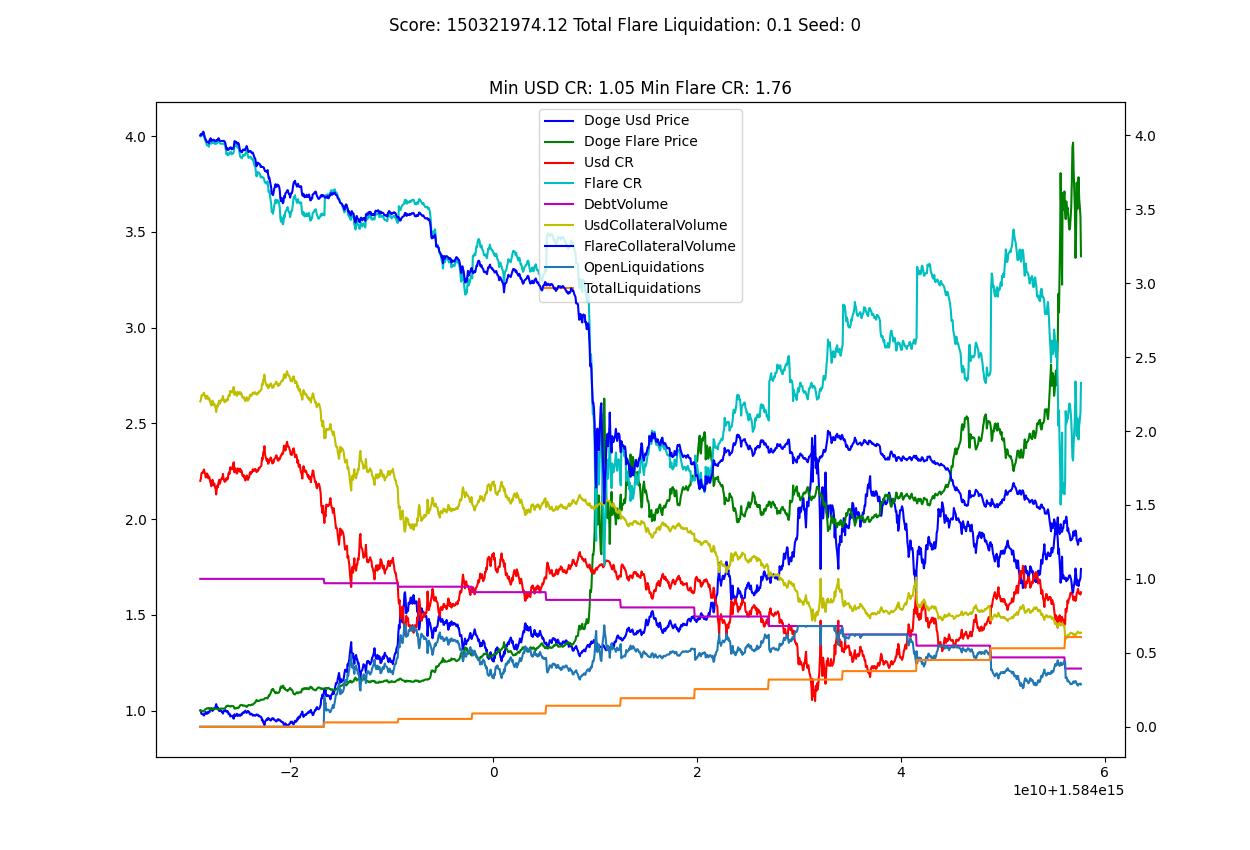 Score: 150321974.12 Total Flare Liquidation: 0.1 Seed: 0
Min USD CR: 1.05 Min Flare CR: 1.76
Doge Usd Price
Doge Flare Price
Usd CR
Flare CR
DebtVolume
UsdCollateralVolume
FlareCollateralVolume
OpenLiquidations
TotalLiquidations
4.0
3.5
3.0
2.5
2.0
1.5
1.0
4.0
3.5
3.0
2.5
2.0
1.5
1.0
0.5
0.0
−2 0 2 4 6
1e10+1.584e15